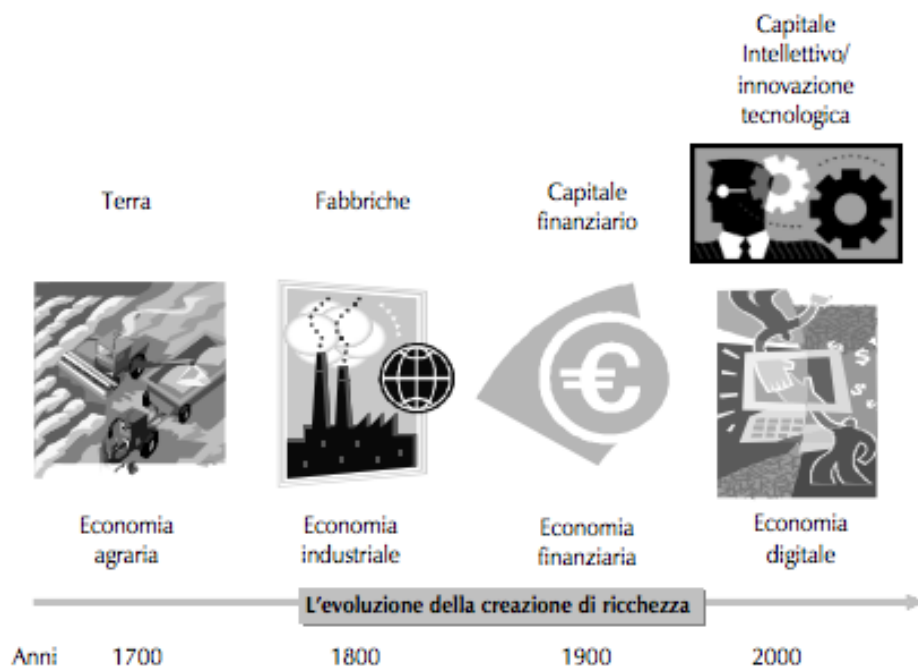 Capitale
Intellettivo/
innovazione
tecnologica
Terra
Fabbriche
Capitale
finanziario
€
$
$
Economia
agraria
Economia
industriale
Economia
finanziaria
Economia
digitale
L'evoluzione della creazione di ricchezza
Anni 1700 1800 1900 2000